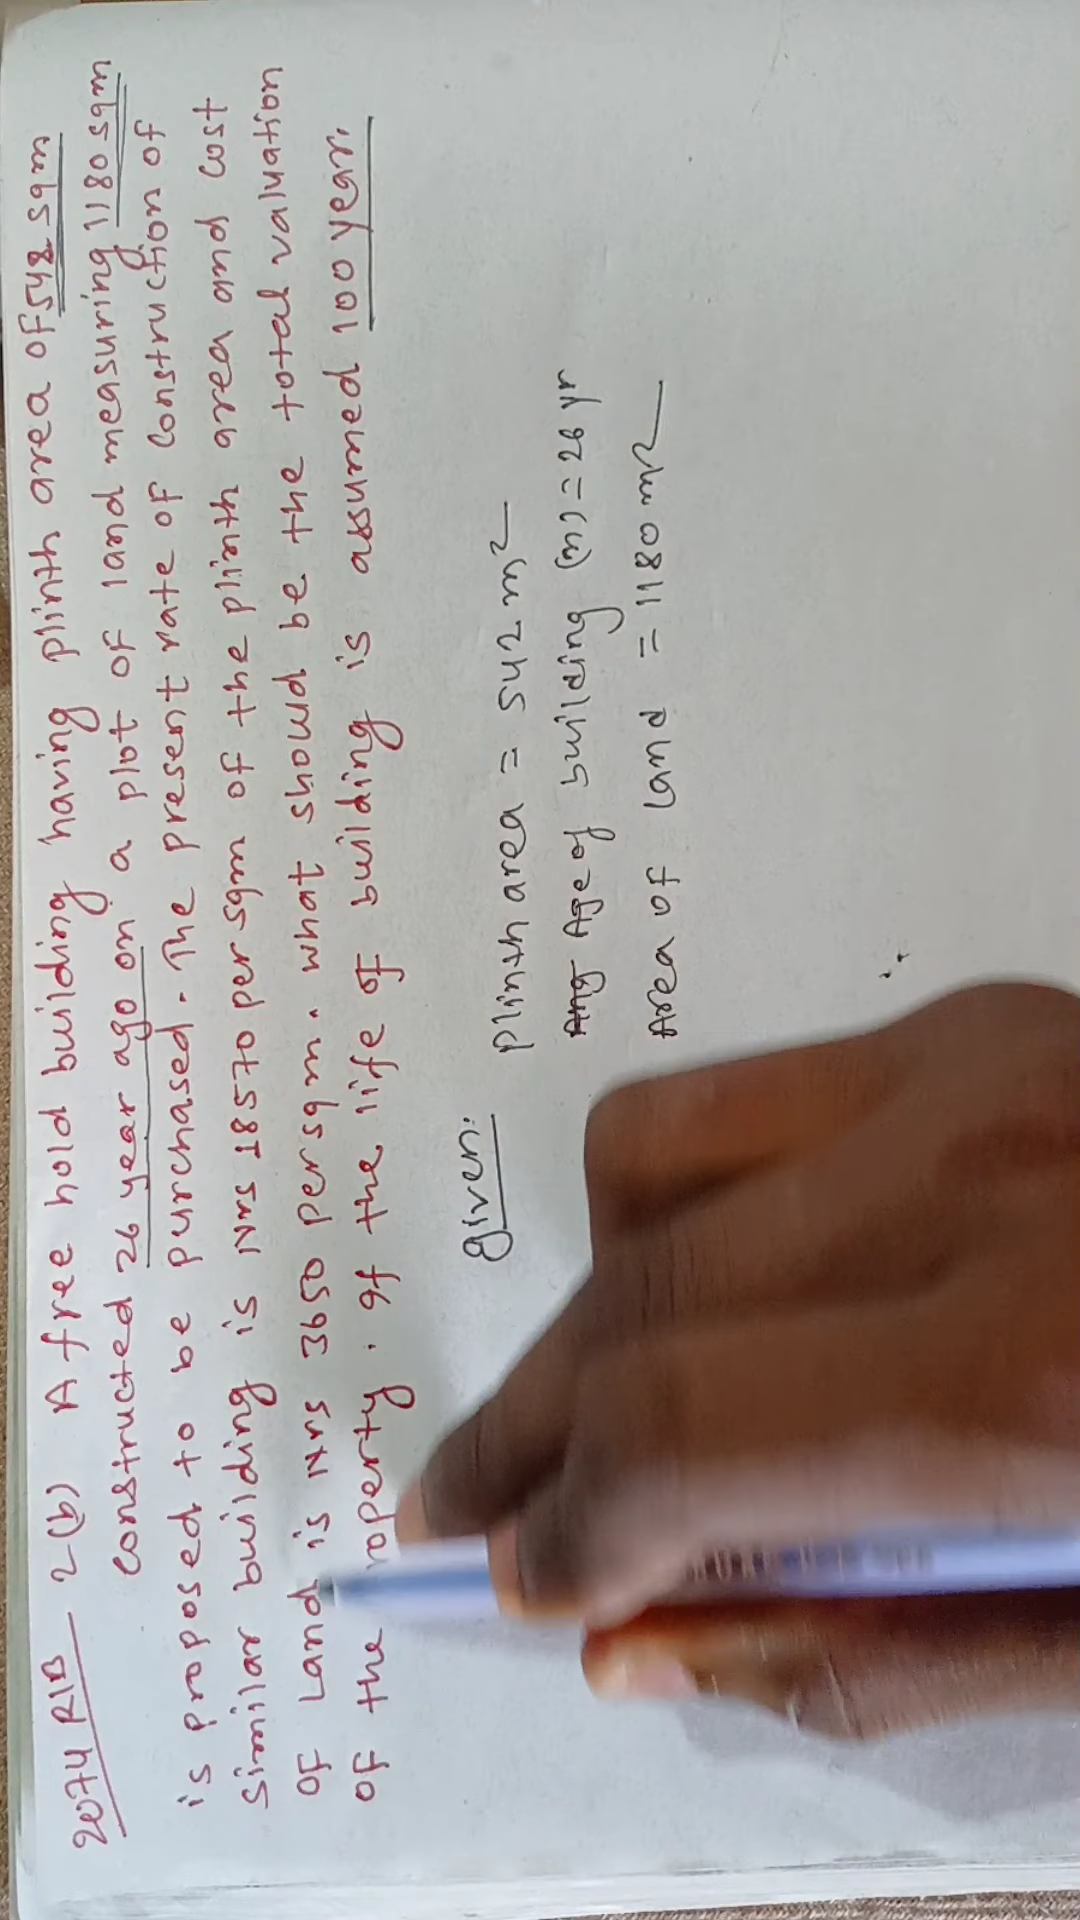 2074 RIB 2(b) A free hold building having plinth area of 542 sqm
constructed 26 year ago on a plot of land measuring 1180 sqm
is proposed to be purchased. The present rate of construction of
similar building is NRS 18570 per sqm of the plinth area and cost
of land is NRS 3650 per sqm. what should be the total valuation
of the roperty. If the life of building is assumed 100 year.
Given:
Plinth area = 542 m²
Age of building (n) = 26 yr
Area of land = 1180 m²